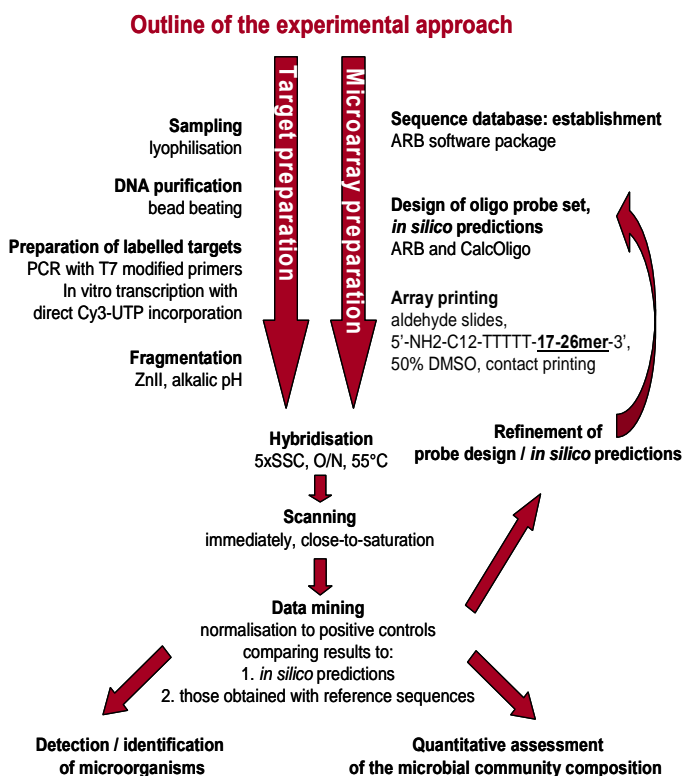 Outline of the experimental approach
Target preparation
Microarray preparation
Sampling
lyophilisation
DNA purification
bead beating
Preparation of labelled targets
PCR with T7 modified primers
In vitro transcription with
direct Cy3-UTP incorporation
Fragmentation
ZnII, alkalic pH
Sequence database: establishment
ARB software package
Design of oligo probe set,
in silico predictions
ARB and CalcOligo
Array printing
aldehyde slides,
5'-NH2-C12-TTTTT-17-26mer-3',
50% DMSO, contact printing
Refinement of
probe design / in silico predictions
Hybridisation
5xSSC, O/N, 55°C
Scanning
immediately, close-to-saturation
Data mining
normalisation to positive controls
comparing results to:
1. in silico predictions
2. those obtained with reference sequences
Detection / identification
of microorganisms
Quantitative assessment
of the microbial community composition